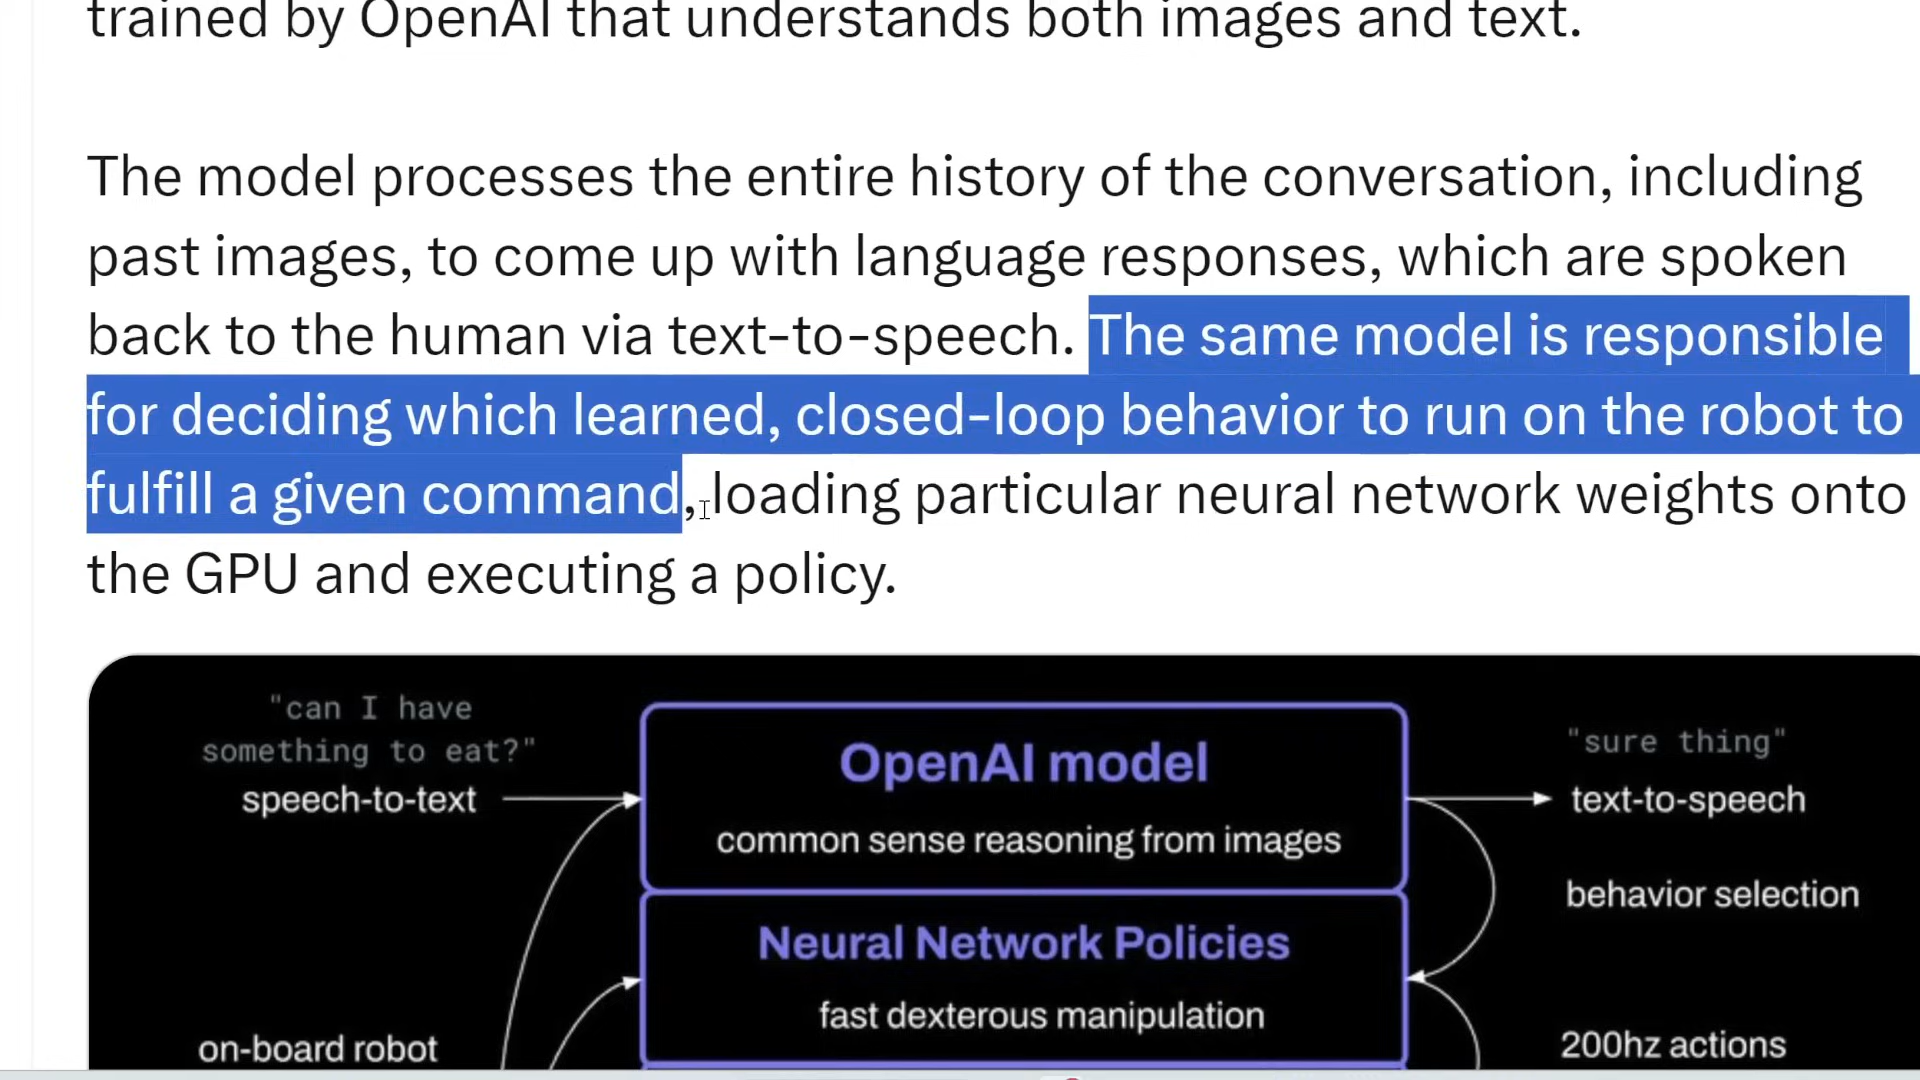 trained by OpenAI that understands both images and text.
The model processes the entire history of the conversation, including
past images, to come up with language responses, which are spoken
back to the human via text-to-speech. The same model is responsible
for deciding which learned, closed-loop behavior to run on the robot to
fulfill a given command, loading particular neural network weights onto
the GPU and executing a policy.
"can I have
something to eat?"
speech-to-text
OpenAI model
common sense reasoning from images
"sure thing"
text-to-speech
behavior selection
Neural Network Policies
fast dexterous manipulation
on-board robot
200hz actions